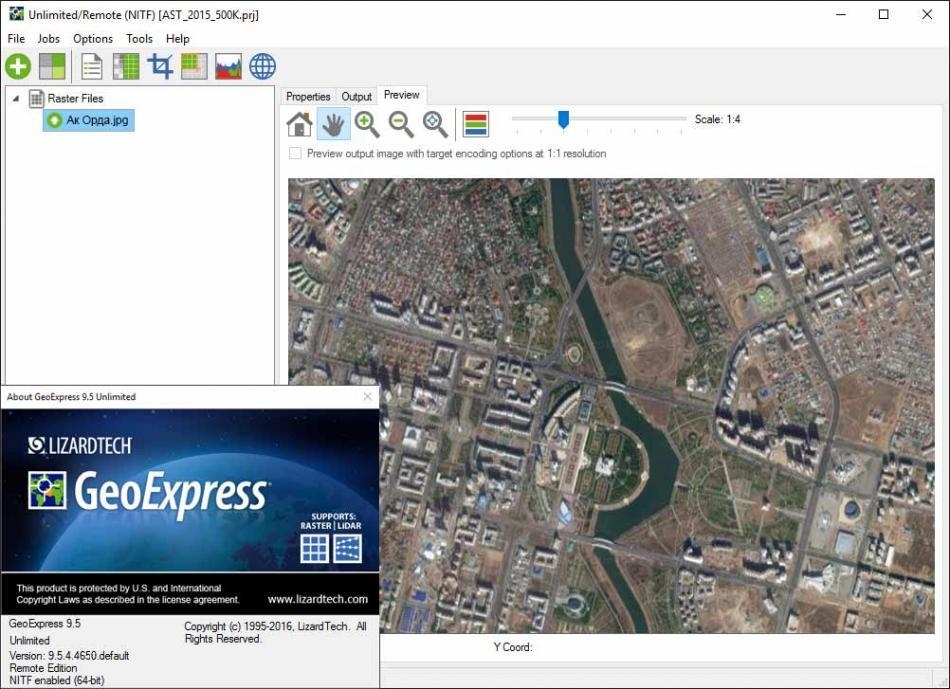 Unlimited/Remote (NITF) [AST_2015_500K.prj]
File Jobs Options Tools Help
Raster Files
Ак Орда.jpg
Properties Output Preview
Scale: 1:4
Preview output image with target encoding options at 1:1 resolution
About GeoExpress 9.5 Unlimited
LIZARDTECH
GeoExpress
SUPPORTS:
RASTER | LiDAR
This product is protected by U.S. and International
Copyright Laws as described in the license agreement.
www.lizardtech.com
GeoExpress 9.5
Unlimited
Version: 9.5.4.4650.default
Remote Edition
NITF enabled (64-bit)
Copyright (c) 1995-2016, LizardTech. All
Rights Reserved.
Y Coord: